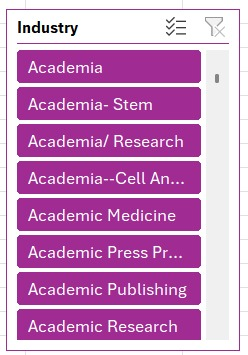 Industry
Academia
Academia- Stem
Academia/ Research
Academia--Cell An...
Academic Medicine
Academic Press Pr...
Academic Publishing
Academic Research